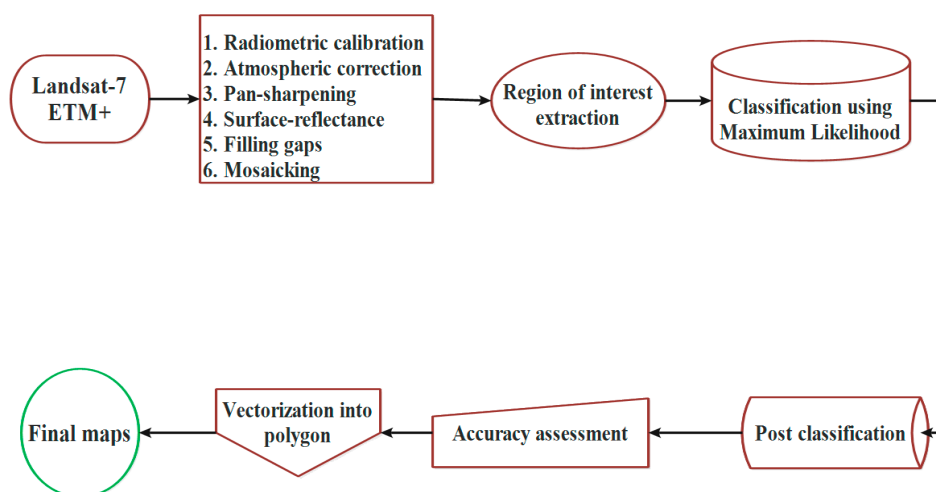 Landsat-7
ETM+
1. Radiometric calibration
2. Atmospheric correction
3. Pan-sharpening
4. Surface-reflectance
5. Filling gaps
6. Mosaicking
Region of interest
extraction
Classification using
Maximum Likelihood
Post classification
Accuracy assessment
Vectorization into
polygon
Final maps